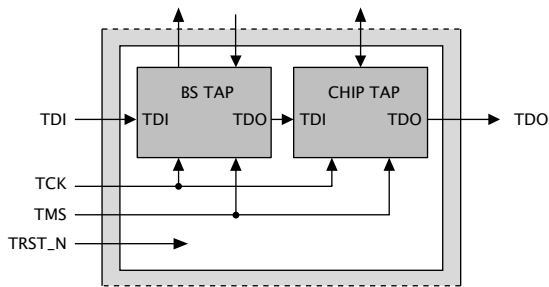 BS TAP CHIP TAP
TDI TDI TDO TDI TDO TDO
TCK
TMS
TRST_N